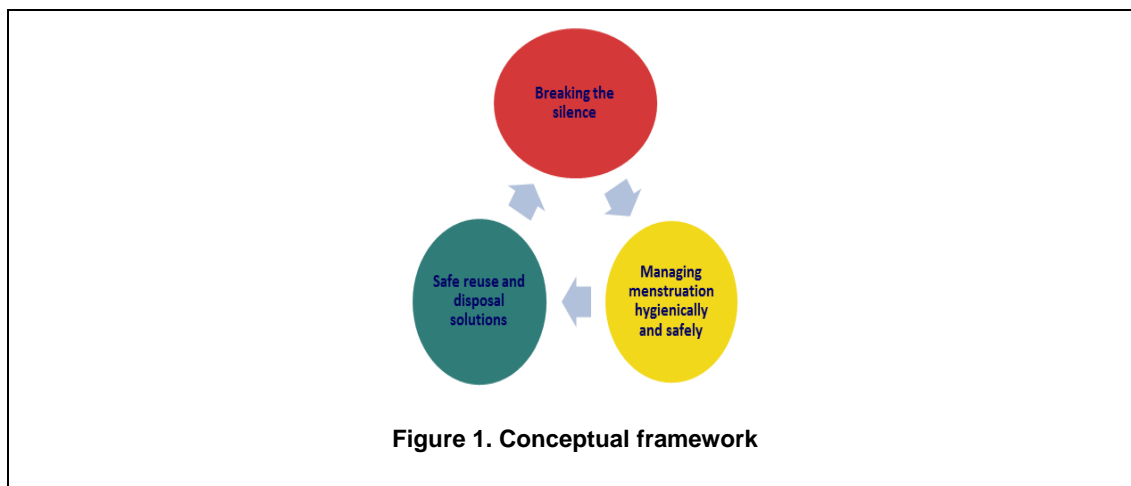 Breaking the
silence
Managing
menstruation
hygienically
and safely
Safe reuse and
disposal
solutions
Figure 1. Conceptual framework